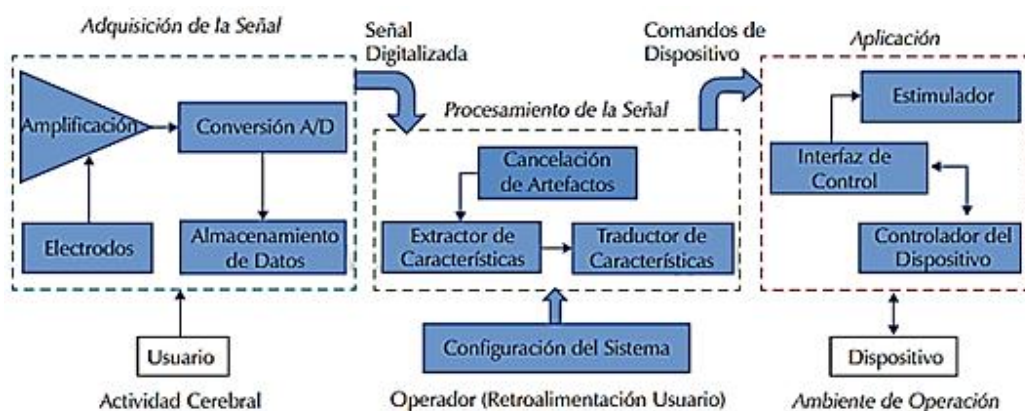 Adquisición de la Señal
Amplificación
Conversión A/D
Electrodos
Almacenamiento
de Datos
Usuario
Actividad Cerebral
Señal
Digitalizada
Procesamiento de la Señal
Cancelación
de Artefactos
Extractor de
Características
Traductor de
Características
Configuración del Sistema
Operador (Retroalimentación Usuario)
Comandos de
Dispositivo
Aplicación
Estimulador
Interfaz de
Control
Controlador del
Dispositivo
Dispositivo
Ambiente de Operación